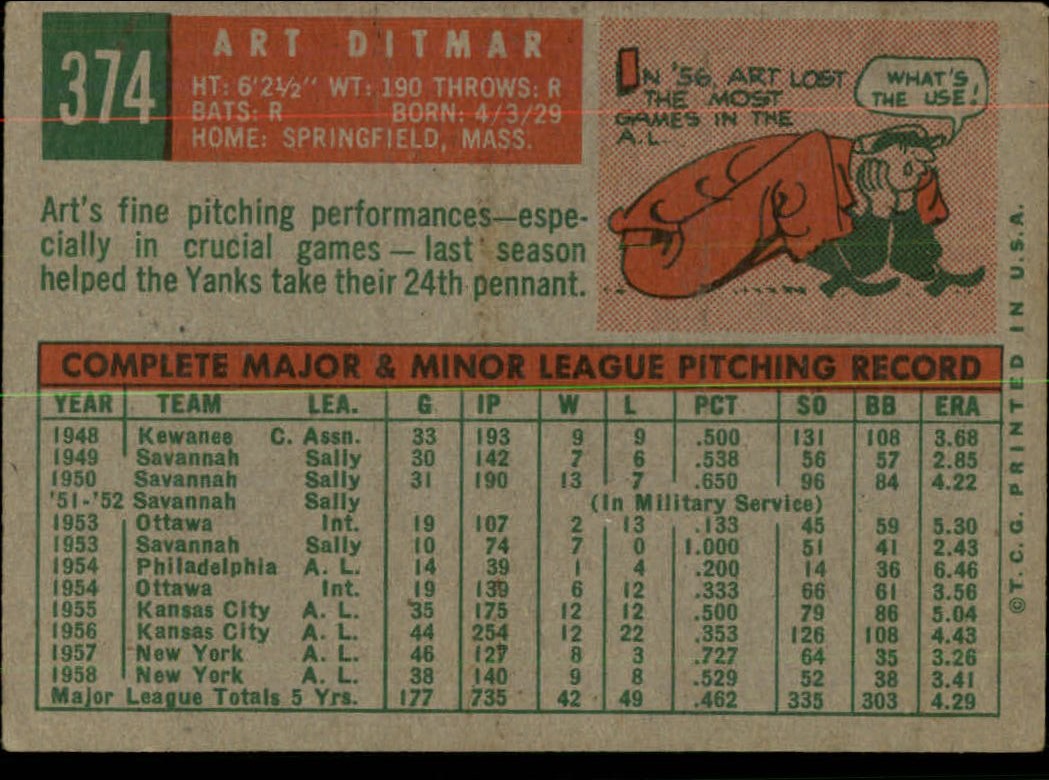 374
ART DITMAR
HT: 6'2½" WT: 190 THROWS: R
BATS: R BORN: 4/3/29
HOME: SPRINGFIELD, MASS.
IN '56, ART LOST
THE MOST
GAMES IN THE
A.L.
WHAT'S
THE USE!
Art's fine pitching performances—espe-
cially in crucial games — last season
helped the Yanks take their 24th pennant.
COMPLETE MAJOR & MINOR LEAGUE PITCHING RECORD
YEAR TEAM LEA. G IP W L PCT SO BB ERA
1948 Kewanee C. Assn. 33 193 9 9 .500 131 108 3.68
1949 Savannah Sally 30 142 7 6 .538 56 57 2.85
1950 Savannah Sally 31 190 13 7 .650 96 84 4.22
'51-'52 Savannah Sally (In Military Service)
1953 Ottawa Int. 19 107 2 13 .133 45 59 5.30
1953 Savannah Sally 10 74 7 0 1.000 51 41 2.43
1954 Philadelphia A. L. 14 39 1 4 .200 14 36 6.46
1954 Ottawa Int. 19 139 6 12 .333 66 61 3.56
1955 Kansas City A. L. 35 175 12 12 .500 79 86 5.04
1956 Kansas City A. L. 44 254 12 22 .353 126 108 4.43
1957 New York A. L. 46 127 8 3 .727 64 35 3.26
1958 New York A. L. 38 140 9 8 .529 52 38 3.41
Major League Totals 5 Yrs. 177 735 42 49 .462 335 303 4.29
©T. C. G. PRINTED IN U.S.A.